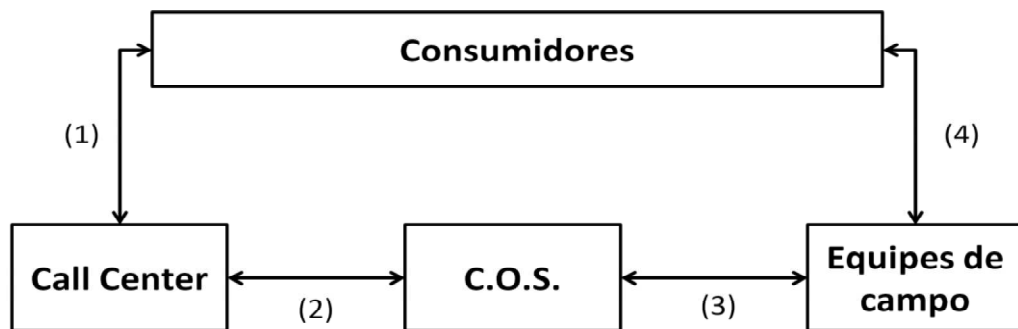 Consumidores
(1)
(4)
Call Center
(2)
C.O.S.
(3)
Equipes de
campo